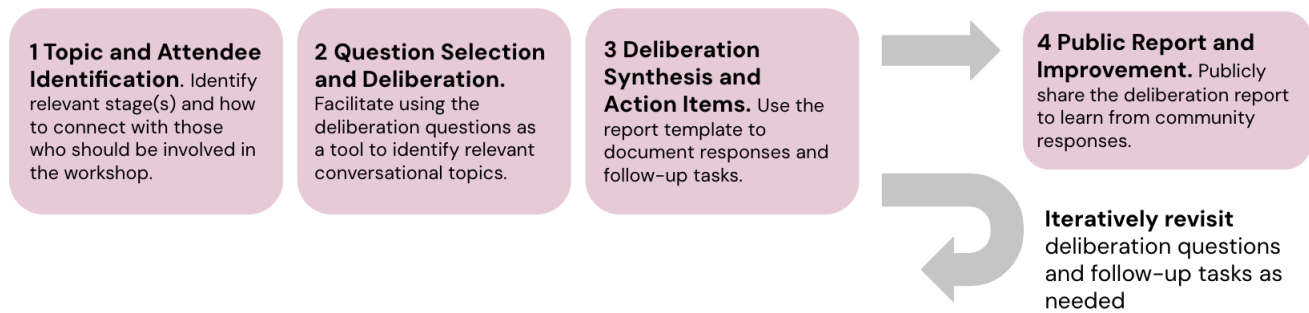 1 Topic and Attendee
Identification. Identify
relevant stage(s) and how
to connect with those
who should be involved in
the workshop.
2 Question Selection
and Deliberation.
Facilitate using the
deliberation questions as
a tool to identify relevant
conversational topics.
3 Deliberation
Synthesis and
Action Items. Use the
report template to
document responses and
follow-up tasks.
4 Public Report and
Improvement. Publicly
share the deliberation report
to learn from community
responses.
Iteratively revisit
deliberation questions
and follow-up tasks as
needed